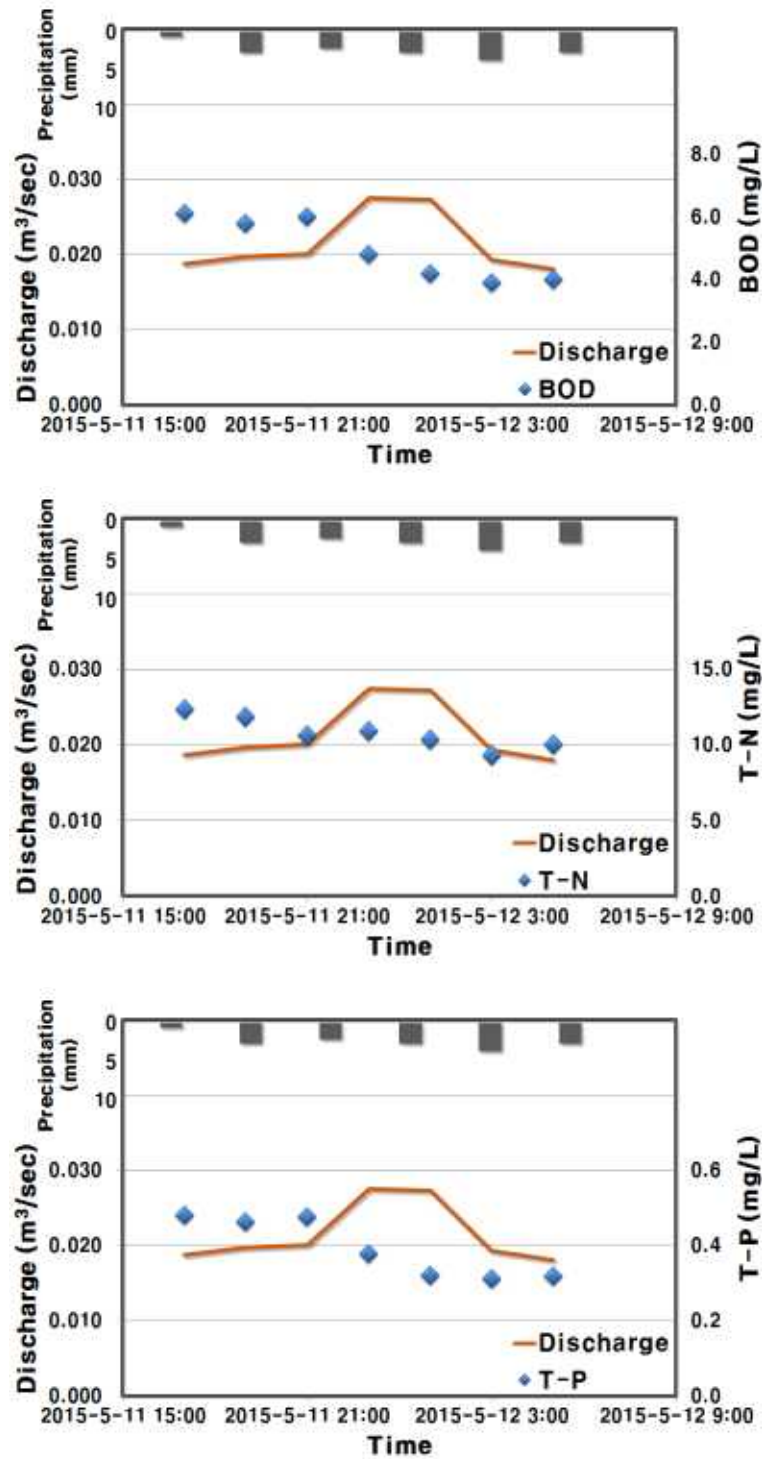 Precipitation
(mm)
0
5
10
Discharge (m³/sec)
0.030
0.020
0.010
0.000
8.0
6.0
4.0
2.0
0.0
BOD (mg/L)
Discharge
BOD
2015-5-11 15:00 2015-5-11 21:00 2015-5-12 3:00 2015-5-12 9:00
Time
Precipitation
(mm)
0
5
10
Discharge (m³/sec)
0.030
0.020
0.010
0.000
15.0
10.0
5.0
0.0
T-N (mg/L)
Discharge
T-N
2015-5-11 15:00 2015-5-11 21:00 2015-5-12 3:00 2015-5-12 9:00
Time
Precipitation
(mm)
0
5
10
Discharge (m³/sec)
0.030
0.020
0.010
0.000
0.6
0.4
0.2
0.0
T-P (mg/L)
Discharge
T-P
2015-5-11 15:00 2015-5-11 21:00 2015-5-12 3:00 2015-5-12 9:00
Time